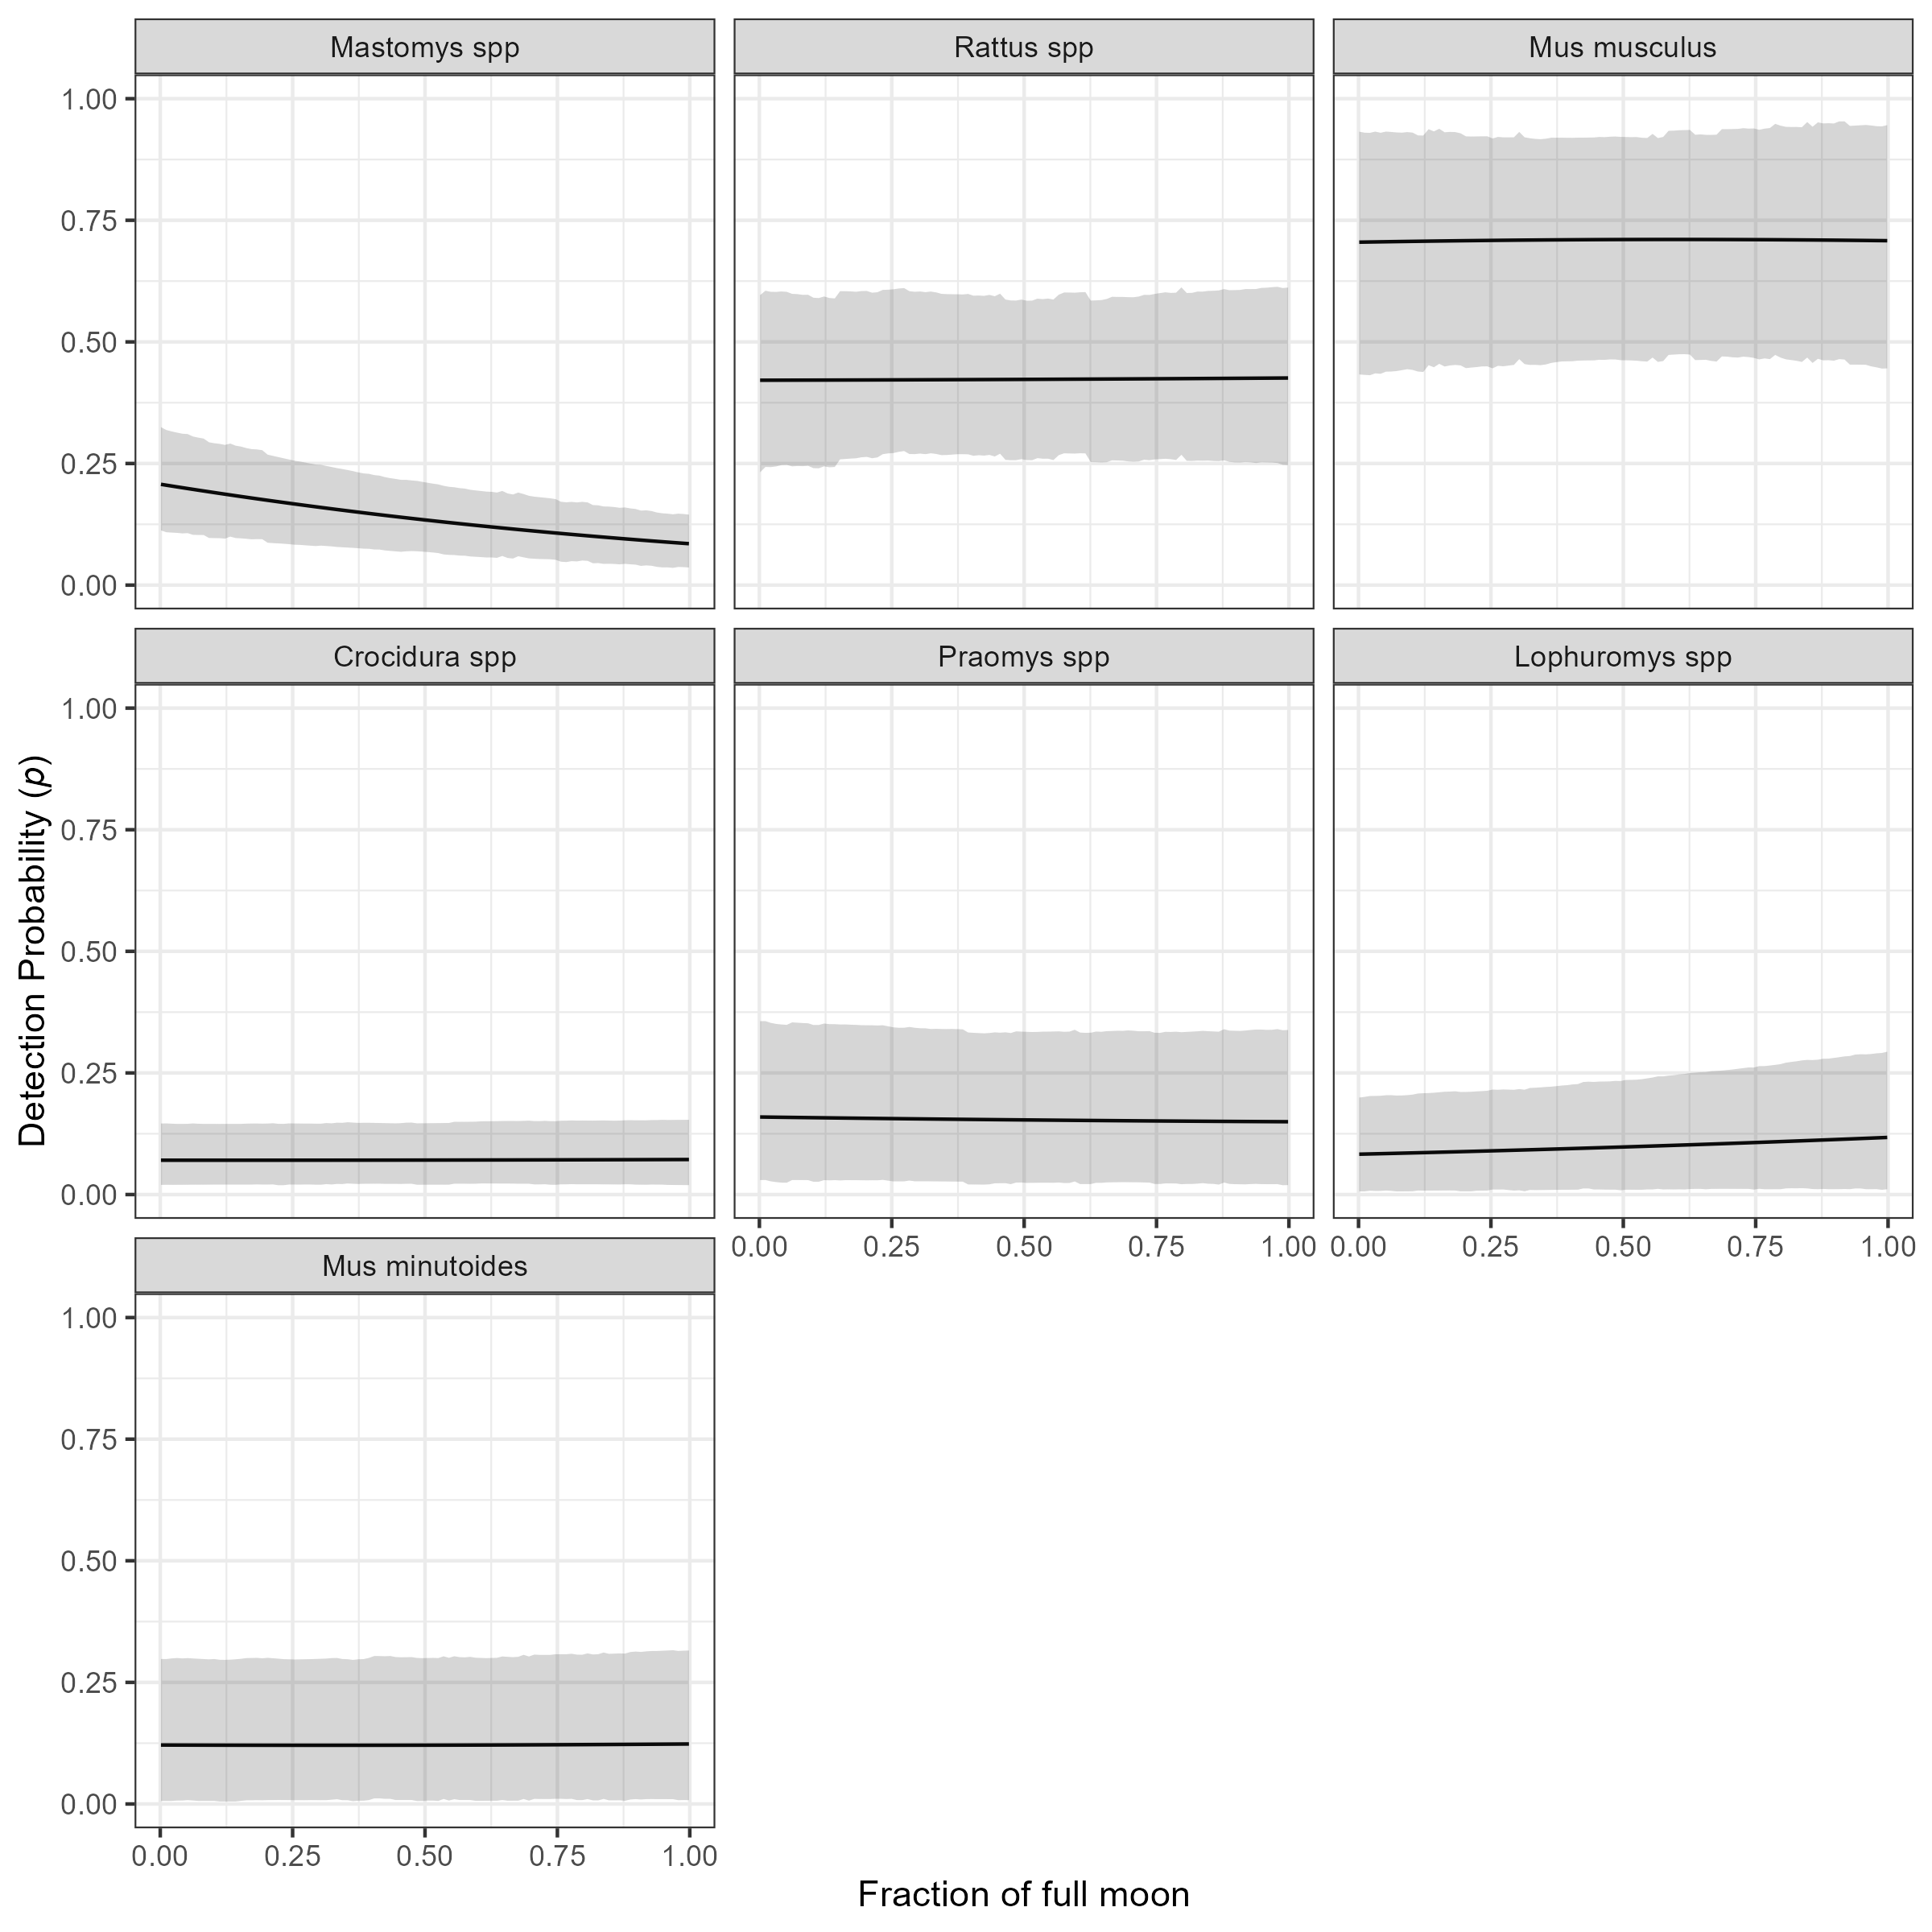 Mastomys spp
Rattus spp
Mus musculus
1.00
0.75
0.50
0.25
0.00
Crocidura spp
Praomys spp
Lophuromys spp
1.00
0.75
0.50
0.25
0.00
0.00 0.25 0.50 0.75 1.00
0.00 0.25 0.50 0.75 1.00
Mus minutoides
1.00
0.75
0.50
0.25
0.00
0.00 0.25 0.50 0.75 1.00
Detection Probability (p)
Fraction of full moon